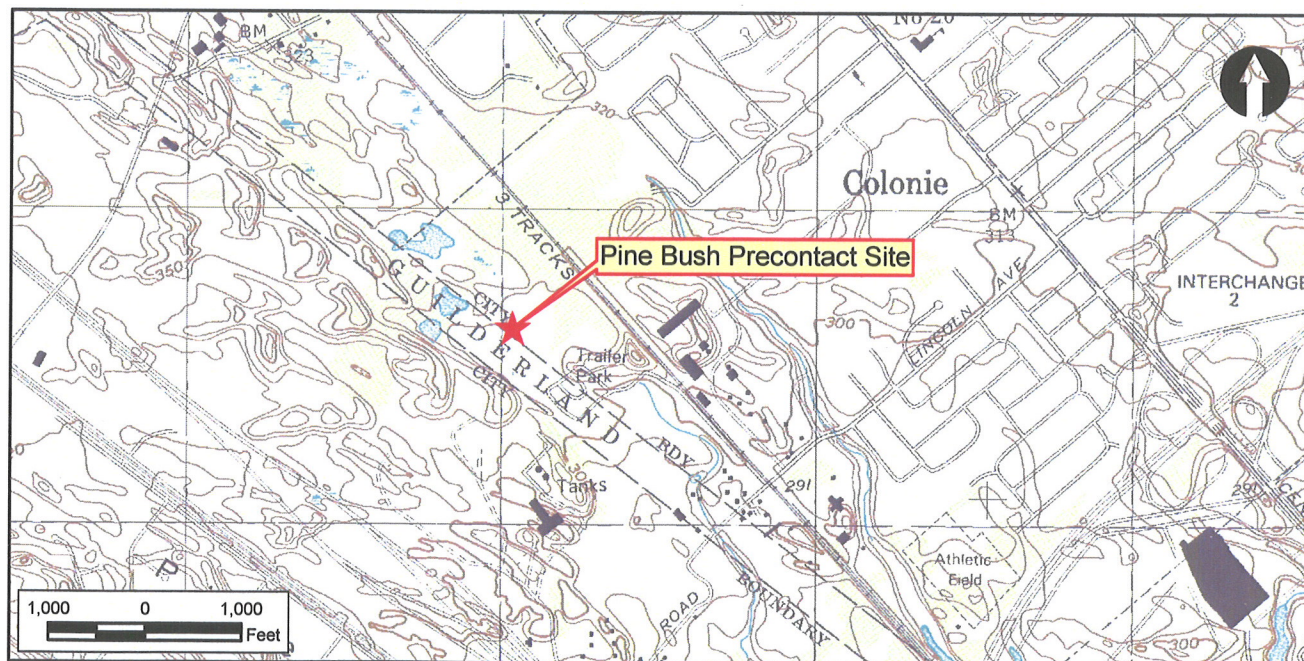 No 20
BM
323
320
Colonie
BM
313
3 TRACKS
Pine Bush Precontact Site
350
INTERCHANGE
2
GUILDERLAND
CITY
CITY
300
LINCOLN AVE
Trailer
Park
BDY
300
Tanks
291
291
Athletic
Field
P
ROAD
BOUNDARY
300
1,000 0 1,000
Feet